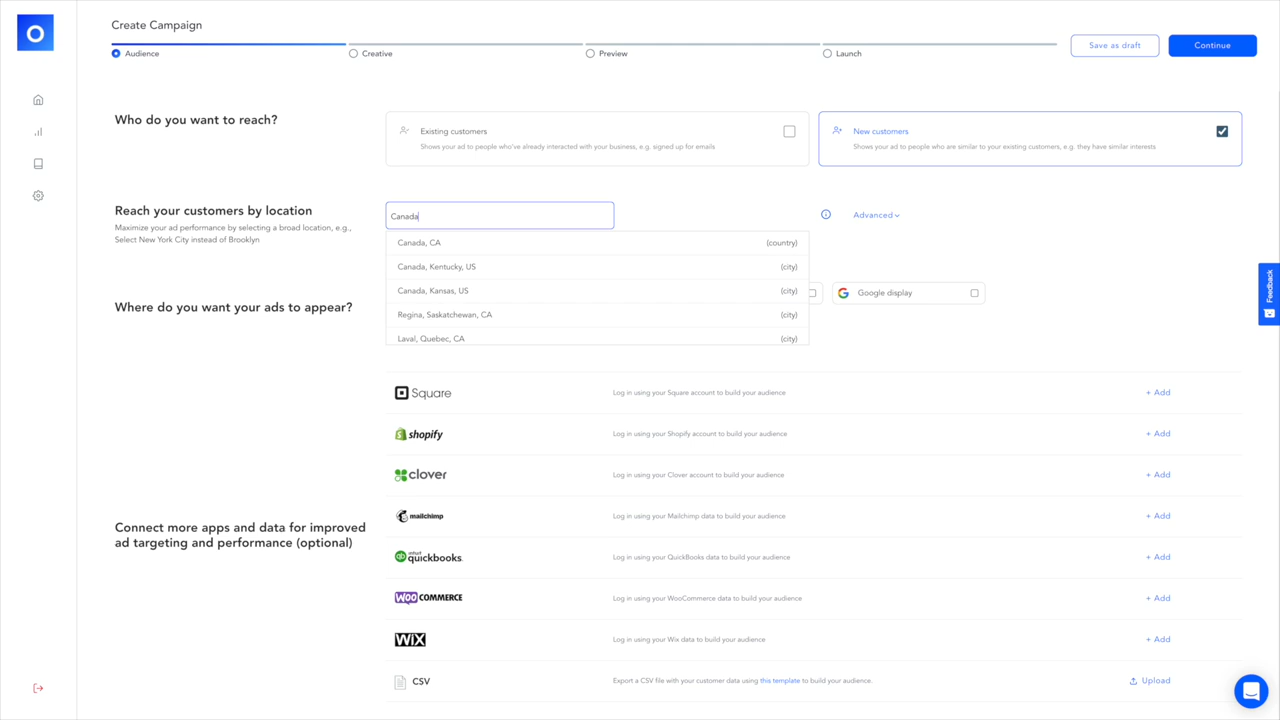 Create Campaign
Audience
Creative
Preview
Launch
Save as draft
Continue
Who do you want to reach?
Existing customers
Shows your ad to people who've already interacted with your business, e.g. signed up for emails
New customers
Shows your ad to people who are similar to your existing customers, e.g. they have similar interests
Reach your customers by location
Maximize your ad performance by selecting a broad location, e.g.,
Select New York City instead of Brooklyn
Canada
Advanced
Canada, CA (country)
Canada, Kentucky, US (city)
Canada, Kansas, US (city)
Regina, Saskatchewan, CA (city)
Laval, Quebec, CA (city)
Where do you want your ads to appear?
Google display
Feedback
Connect more apps and data for improved
ad targeting and performance (optional)
Square Log in using your Square account to build your audience + Add
shopify Log in using your Shopify account to build your audience + Add
clover Log in using your Clover account to build your audience + Add
mailchimp Log in using your Mailchimp data to build your audience + Add
intuit quickbooks. Log in using your QuickBooks data to build your audience + Add
WOO COMMERCE Log in using your WooCommerce data to build your audience + Add
WiX Log in using your Wix data to build your audience + Add
CSV Export a CSV file with your customer data using this template to build your audience. Upload